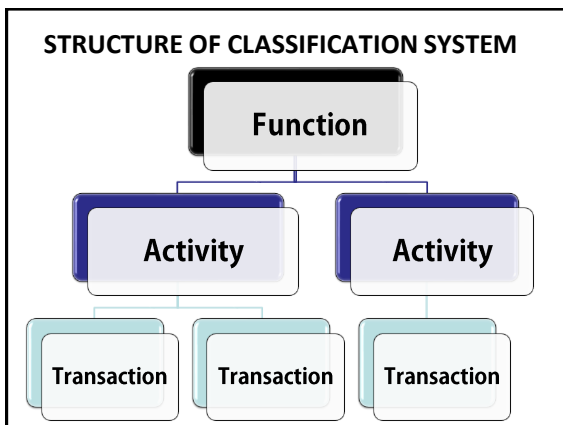 STRUCTURE OF CLASSIFICATION SYSTEM
Function
Activity
Activity
Transaction
Transaction
Transaction